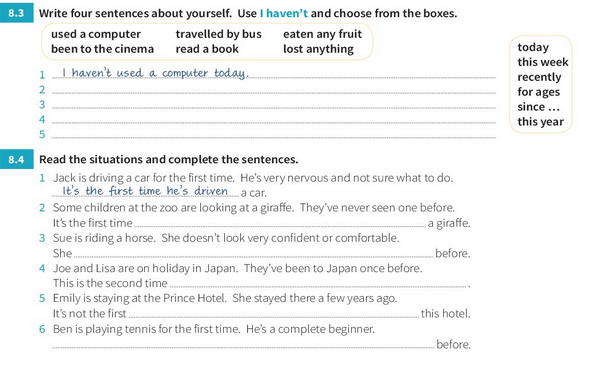 8.3 Write four sentences about yourself. Use I haven't and choose from the boxes.
used a computer travelled by bus eaten any fruit
been to the cinema read a book lost anything
today
this week
recently
for ages
since ...
this year
1 I haven't used a computer today.
2
3
4
5
8.4 Read the situations and complete the sentences.
1 Jack is driving a car for the first time. He's very nervous and not sure what to do.
It's the first time he's driven a car.
2 Some children at the zoo are looking at a giraffe. They've never seen one before.
It's the first time a giraffe.
3 Sue is riding a horse. She doesn't look very confident or comfortable.
She before.
4 Joe and Lisa are on holiday in Japan. They've been to Japan once before.
This is the second time .
5 Emily is staying at the Prince Hotel. She stayed there a few years ago.
It's not the first this hotel.
6 Ben is playing tennis for the first time. He's a complete beginner.
before.